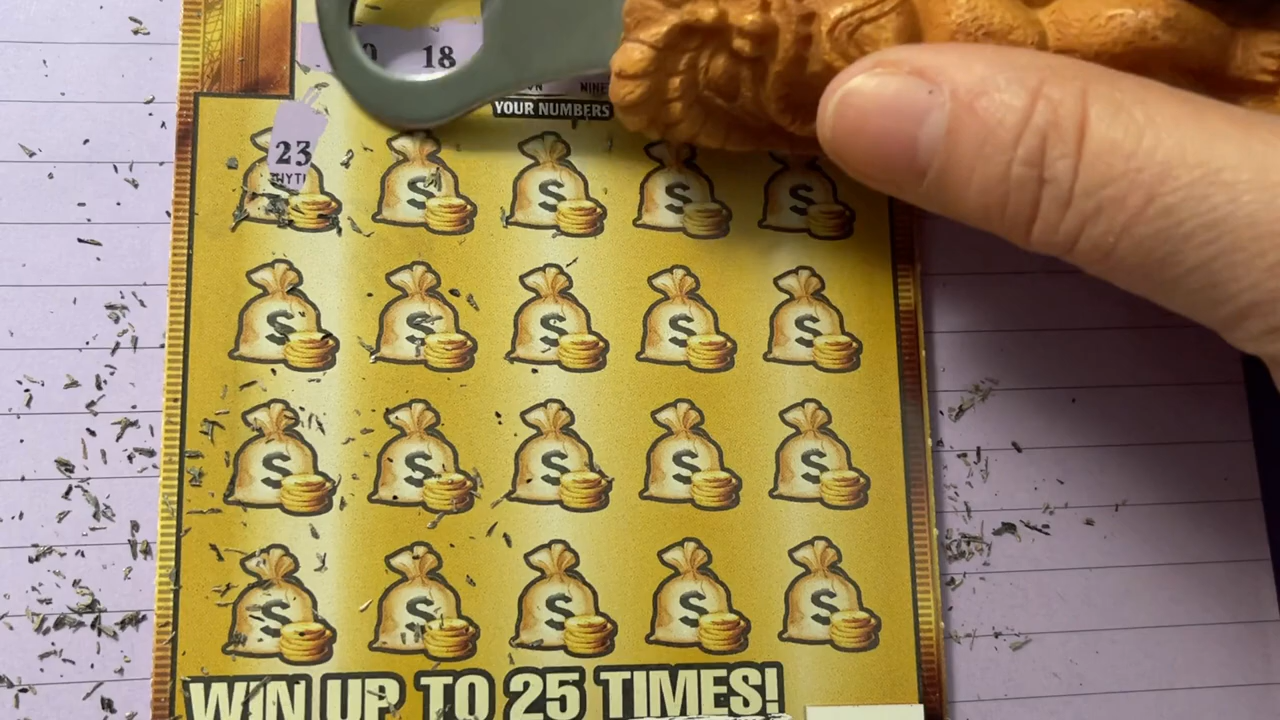 18
YOUR NUMBERS
23
$ $ $ $
$ $ $ $ $
$ $ $ $ $
$ $ $ $ $
WIN UP TO 25 TIMES!